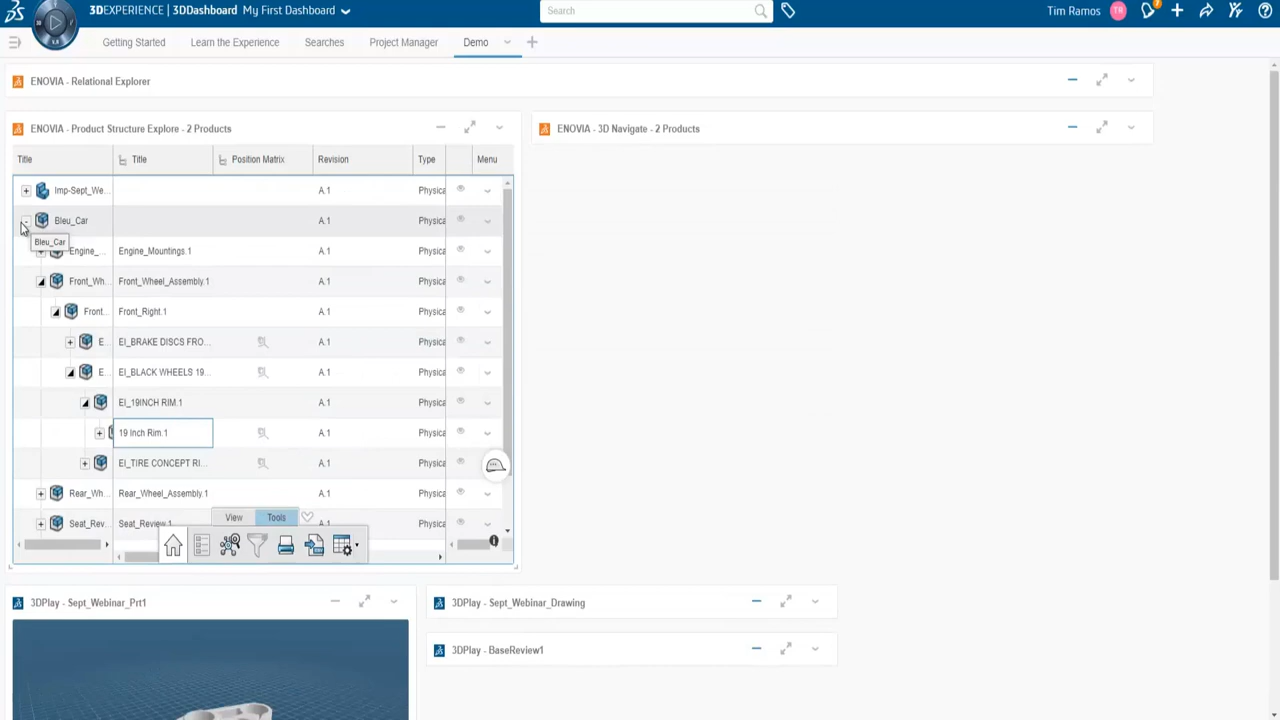 3DEXPERIENCE | 3DDashboard My First Dashboard
Search
Tim Ramos TR
Getting Started
Learn the Experience
Searches
Project Manager
Demo
ENOVIA - Relational Explorer
ENOVIA - Product Structure Explore - 2 Products
ENOVIA - 3D Navigate - 2 Products
Title Title Position Matrix Revision Type Menu
Imp-Sept_We... A.1 Physica
Bleu_Car A.1 Physica
Bleu_Car
Engine_... Engine_Mountings.1 A.1 Physica
Front_Wh... Front_Wheel_Assembly.1 A.1 Physica
Front... Front_Right.1 A.1 Physica
E... EI_BRAKE DISCS FRO... A.1 Physica
E... EI_BLACK WHEELS 19... A.1 Physica
EI_19INCH RIM.1 A.1 Physica
19 Inch Rim.1 A.1 Physica
EI_TIRE CONCEPT RI... A.1 Physica
Rear_Wh... Rear_Wheel_Assembly.1 A.1 Physica
Seat_Rev... Seat_Review.1 A.1 Physica
View Tools
3DPlay - Sept_Webinar_Prt1
3DPlay - Sept_Webinar_Drawing
3DPlay - BaseReview1